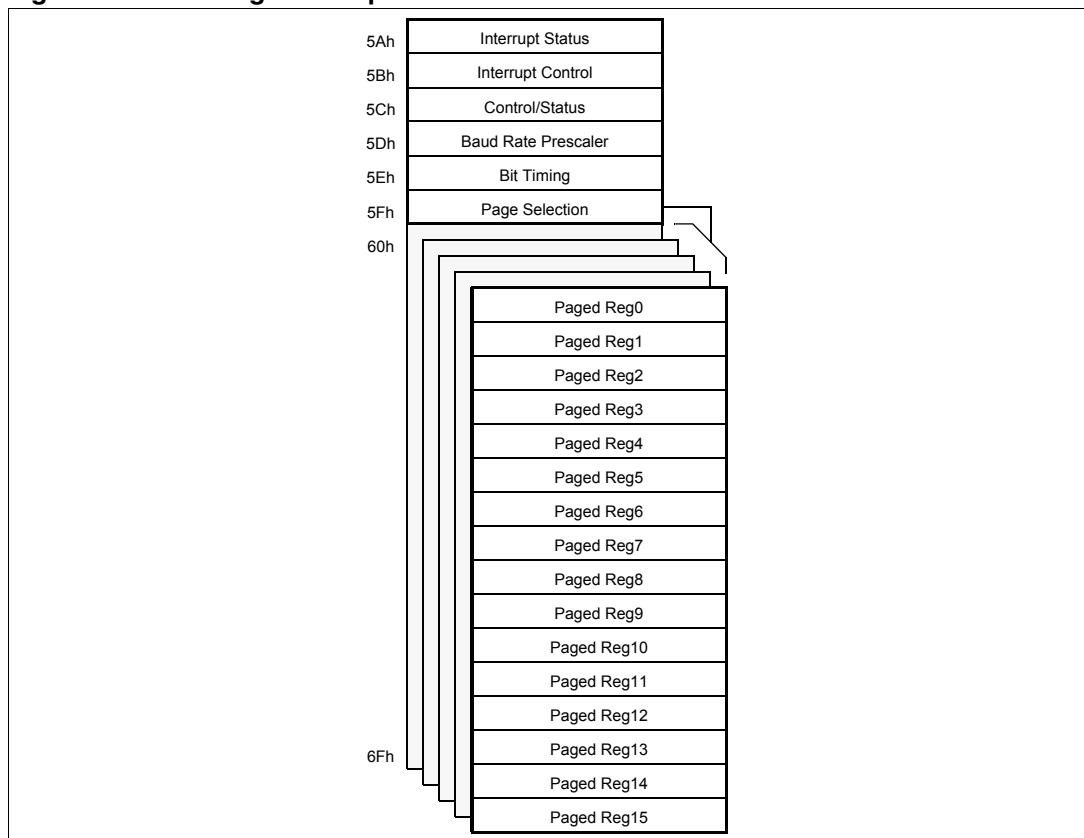 5Ah Interrupt Status
5Bh Interrupt Control
5Ch Control/Status
5Dh Baud Rate Prescaler
5Eh Bit Timing
5Fh Page Selection
60h
Paged Reg0
Paged Reg1
Paged Reg2
Paged Reg3
Paged Reg4
Paged Reg5
Paged Reg6
Paged Reg7
Paged Reg8
Paged Reg9
Paged Reg10
Paged Reg11
Paged Reg12
6Fh Paged Reg13
Paged Reg14
Paged Reg15